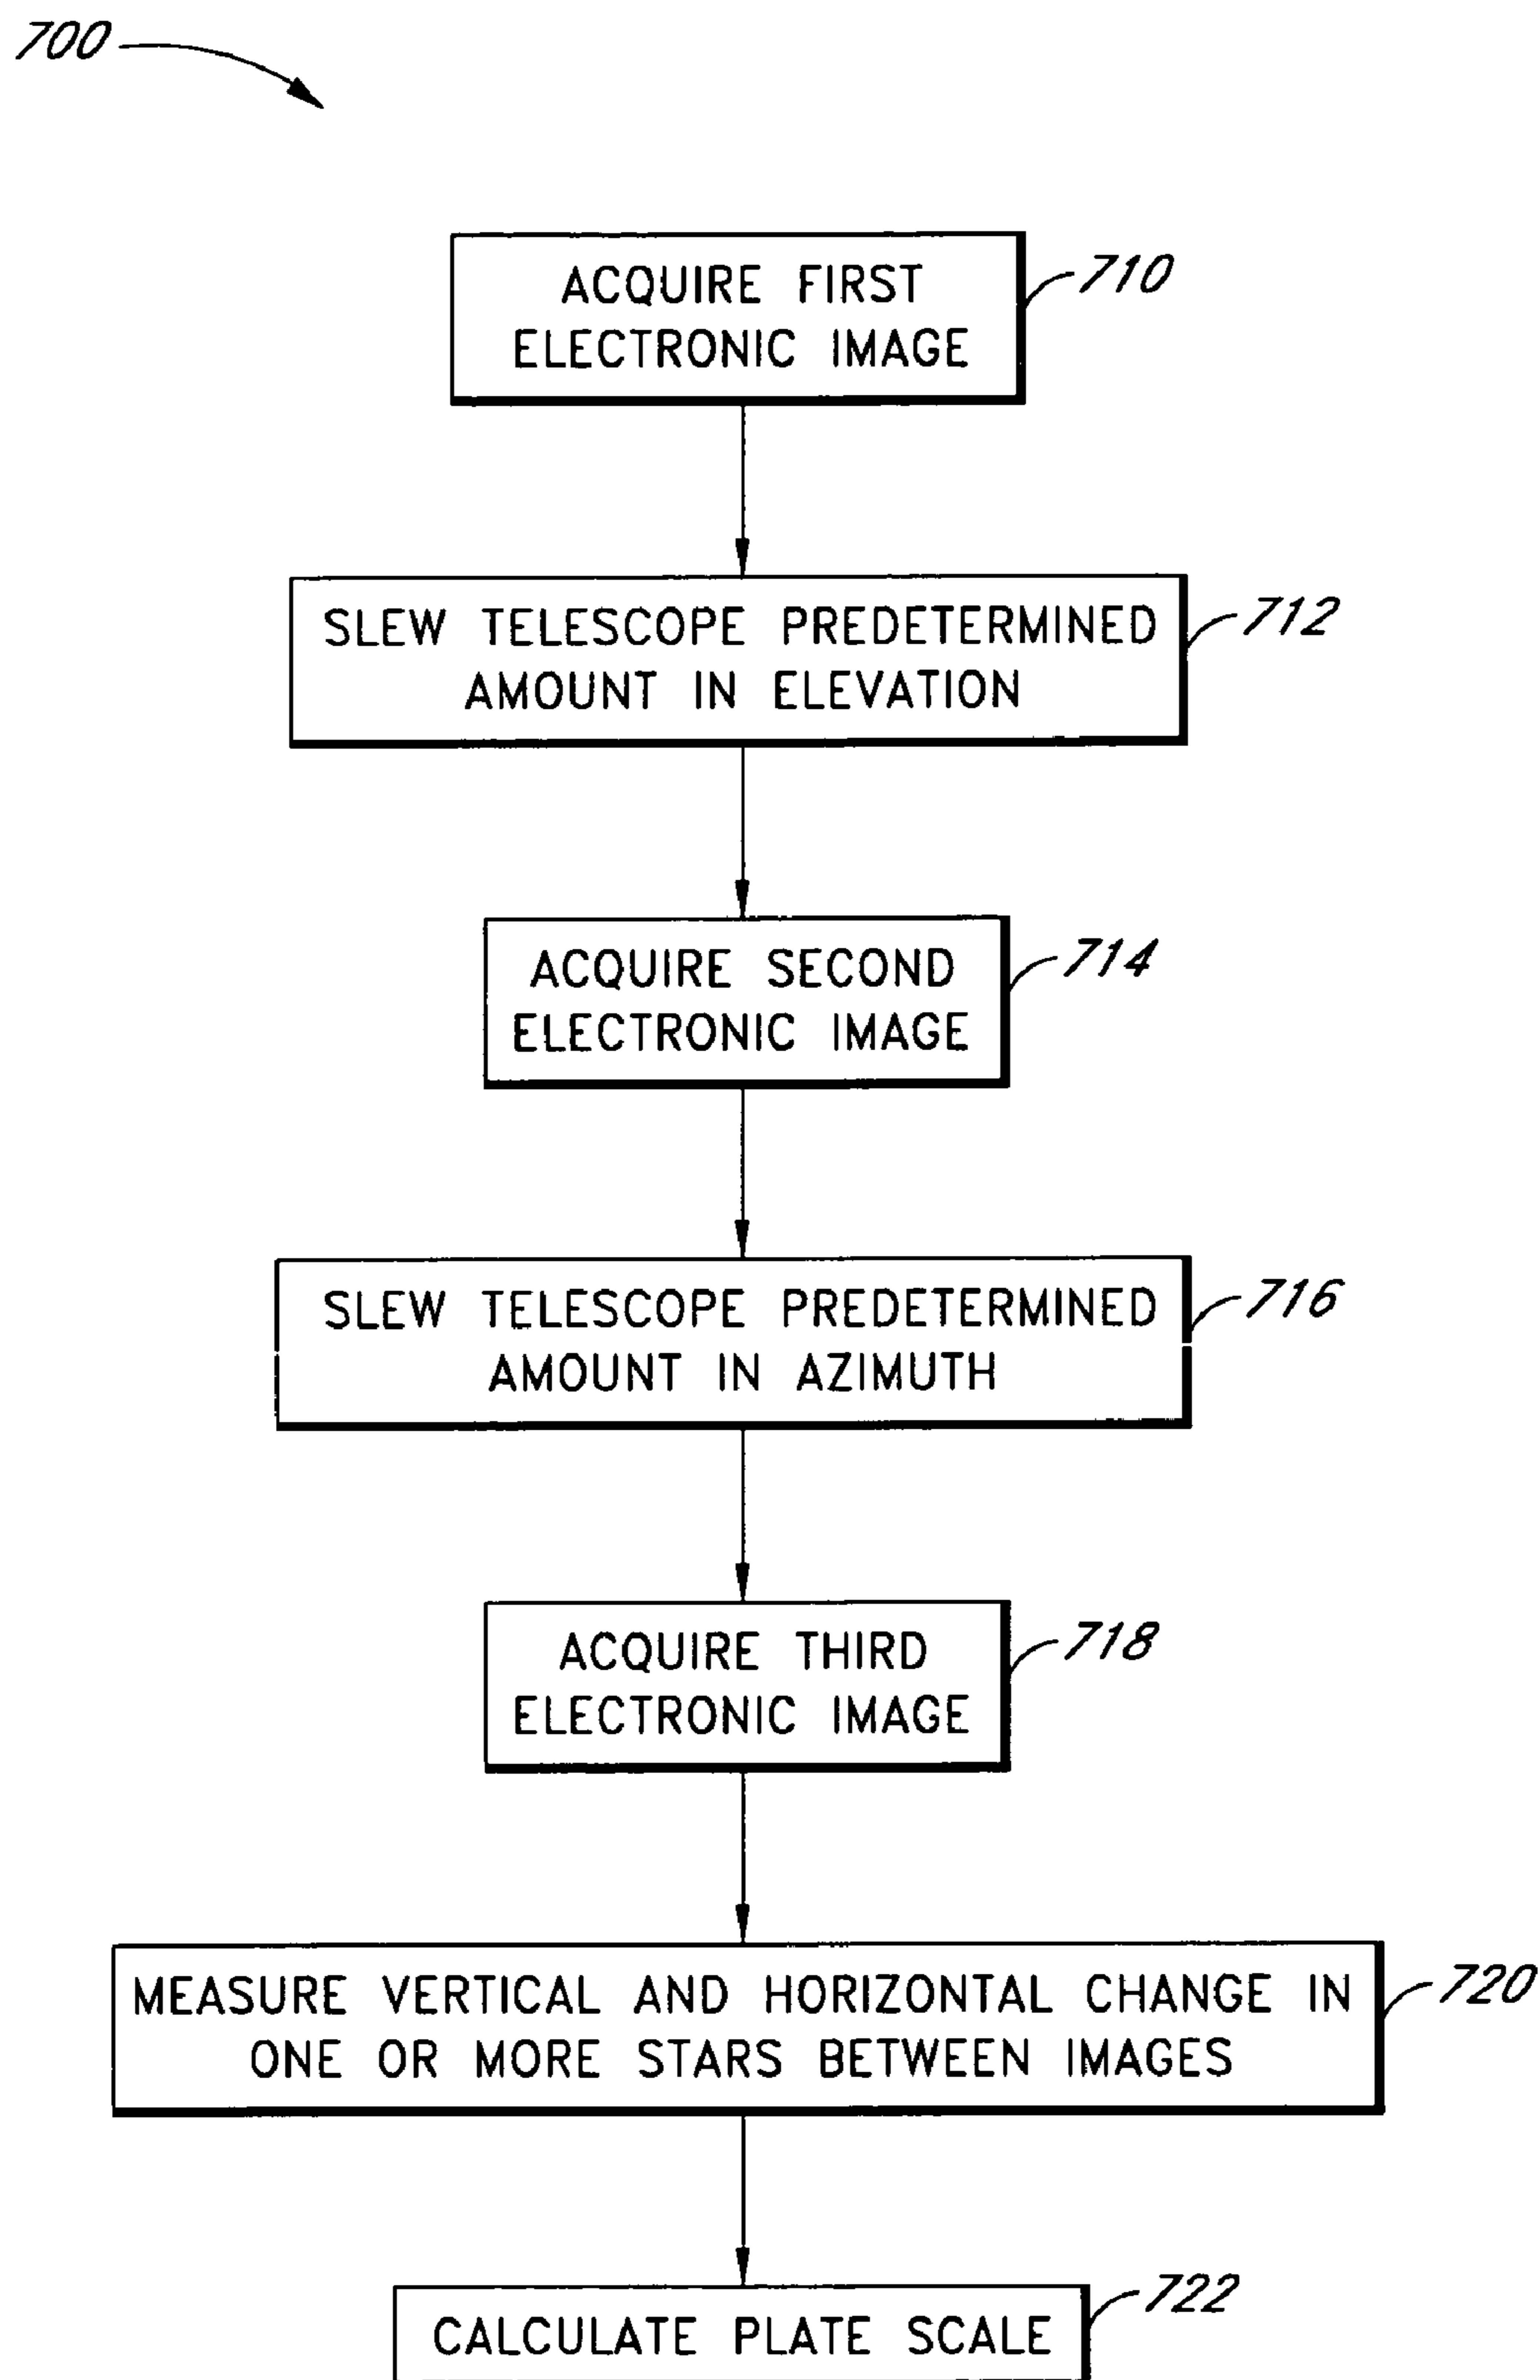 700
ACQUIRE FIRST
ELECTRONIC IMAGE
710
SLEW TELESCOPE PREDETERMINED
AMOUNT IN ELEVATION
712
ACQUIRE SECOND
ELECTRONIC IMAGE
714
SLEW TELESCOPE PREDETERMINED
AMOUNT IN AZIMUTH
716
ACQUIRE THIRD
ELECTRONIC IMAGE
718
MEASURE VERTICAL AND HORIZONTAL CHANGE IN
ONE OR MORE STARS BETWEEN IMAGES
720
CALCULATE PLATE SCALE
722